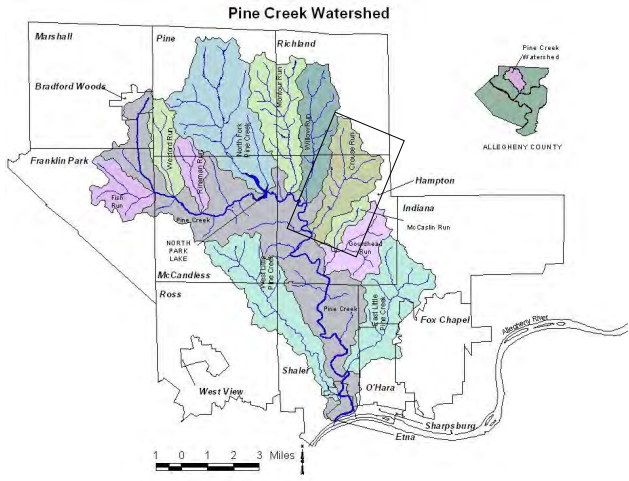 Pine Creek Watershed
Marshall
Pine
Richland
Pine Creek
Watershed
Bradford Woods
ALLEGHENY COUNTY
Montour Run
Willow Run
Crouse Run
North Fork
Pine Creek
Wexford Run
Rinaman Run
Franklin Park
Fish
Run
Hampton
Indiana
McCaslin Run
Pine Creek
Gourdhead
Run
NORTH
PARK
LAKE
McCandless
West Little
Pine Creek
Ross
Pine Creek
East Little
Pine Creek
Fox Chapel
Allegheny River
West View
Shaler
O'Hara
Sharpsburg
Etna
1 0 1 2 3 Miles